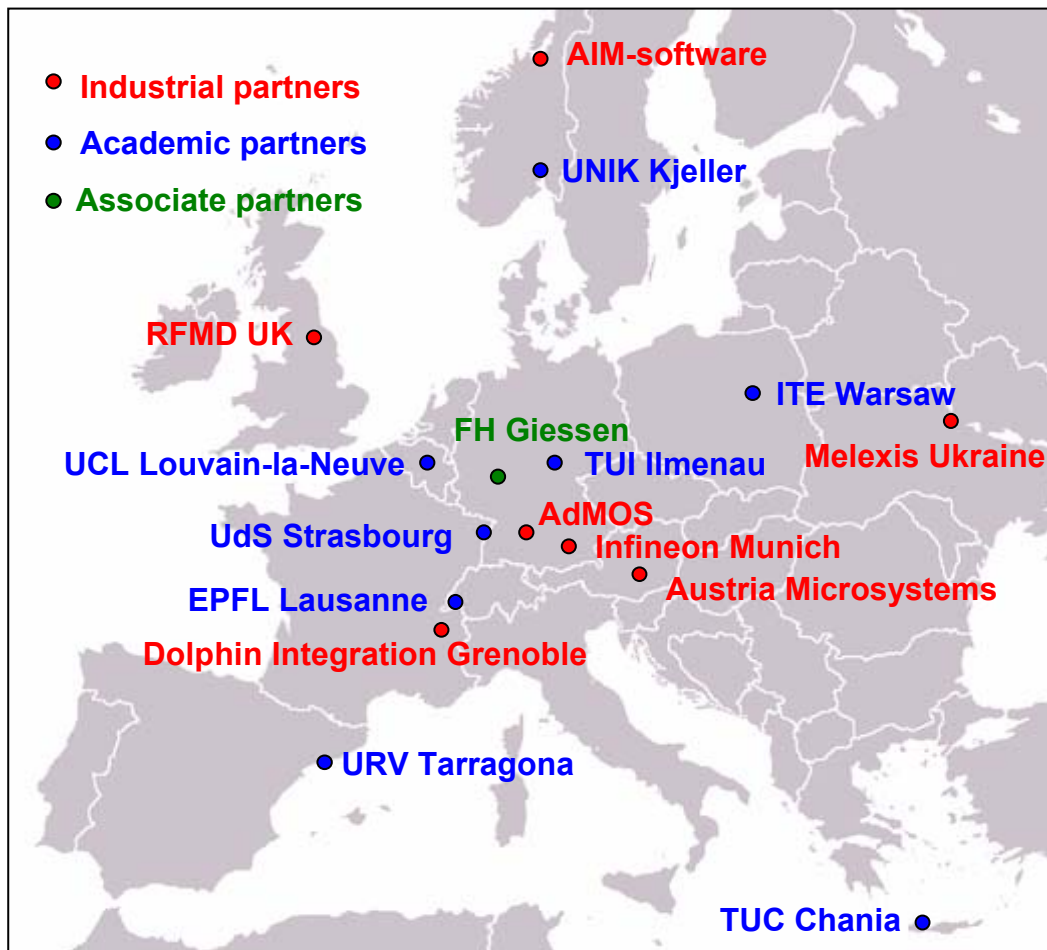 AIM-software
Industrial partners
Academic partners
UNIK Kjeller
Associate partners
RFMD UK
ITE Warsaw
FH Giessen
Melexis Ukraine
UCL Louvain-la-Neuve
TUI Ilmenau
AdMOS
UdS Strasbourg
Infineon Munich
Austria Microsystems
EPFL Lausanne
Dolphin Integration Grenoble
URV Tarragona
TUC Chania